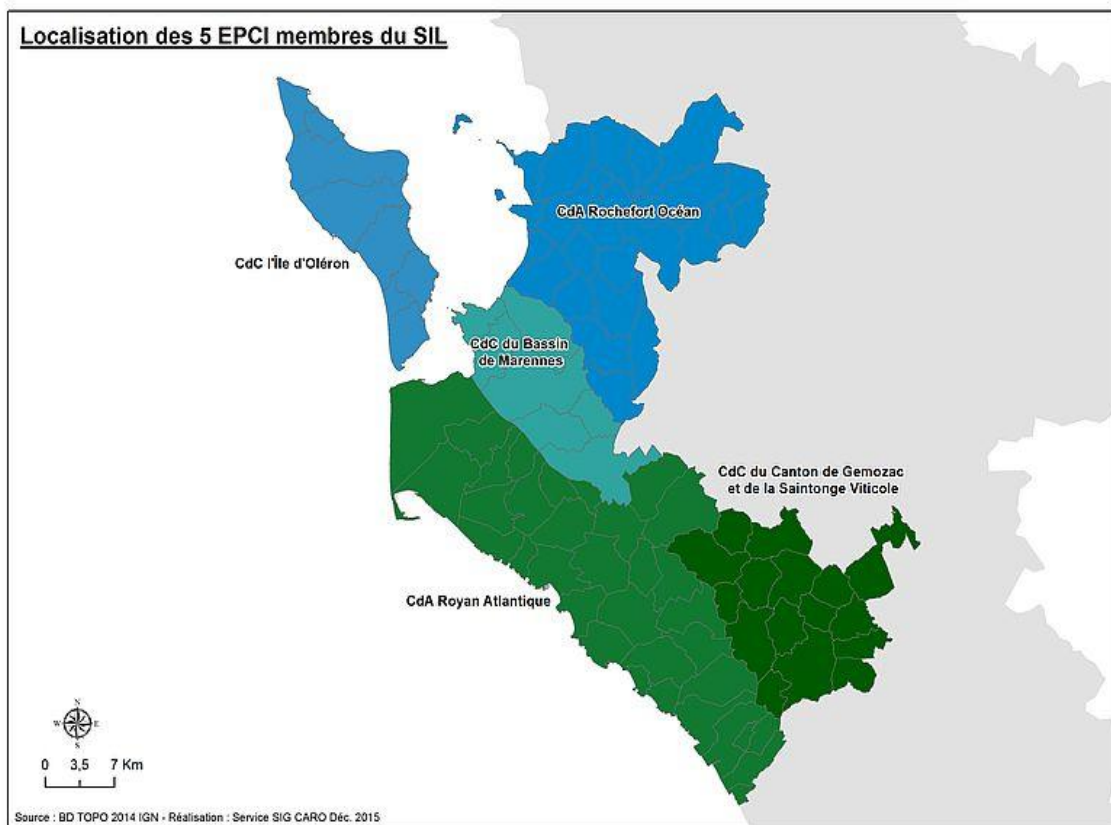 Localisation des 5 EPCI membres du SIL
CdA Rochefort Océan
CdC l'Île d'Oléron
CdC du Bassin
de Marennes
CdC du Canton de Gemozac
et de la Saintonge Viticole
CdA Royan Atlantique
N
W E
S
0 3,5 7 Km
Source : BD TOPO 2014 IGN - Réalisation : Service SIG CARO Déc. 2015